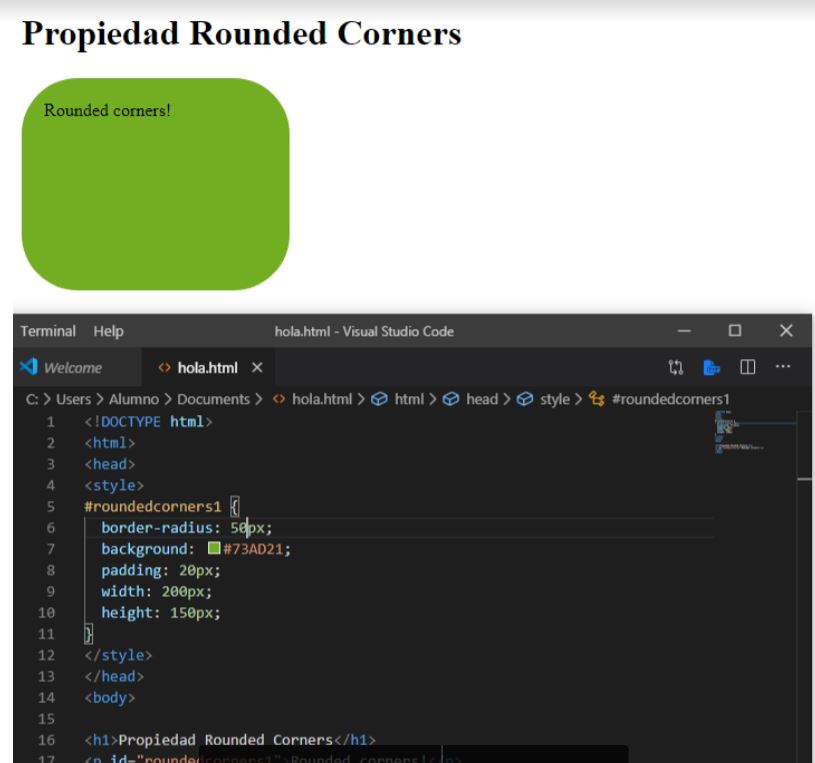 Propiedad Rounded Corners
Rounded corners!
Terminal Help hola.html - Visual Studio Code
Welcome <> hola.html
C: > Users > Alumno > Documents > <> hola.html > html > head > style > #roundedcorners1
1 <!DOCTYPE html>
2 <html>
3 <head>
4 <style>
5 #roundedcorners1 {
6 border-radius: 50px;
7 background: #73AD21;
8 padding: 20px;
9 width: 200px;
10 height: 150px;
11 }
12 </style>
13 </head>
14 <body>
15
16 <h1>Propiedad Rounded Corners</h1>
17 <p id="roundedcorners1">Rounded corners!</p>